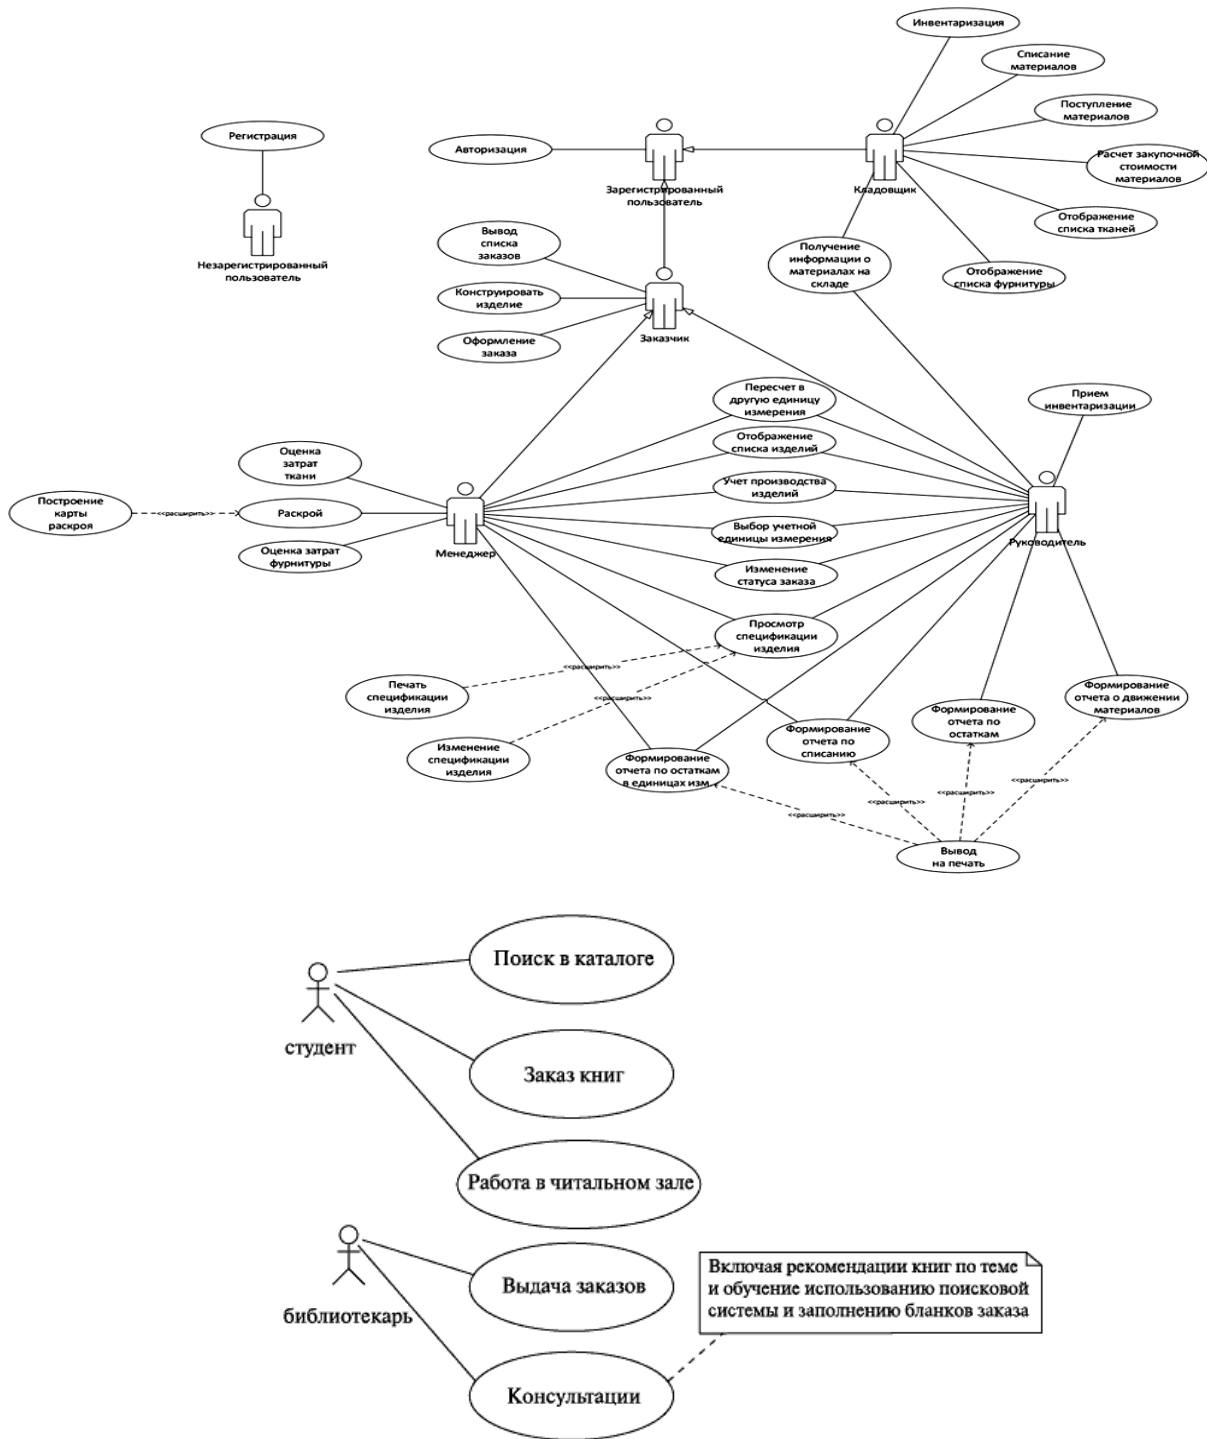 Инвентаризация
Списание
материалов
Поступление
материалов
Регистрация
Авторизация
Расчет закупочной
стоимости
материалов
Зарегистрированный
пользователь
Кладовщик
Отображение
списка тканей
Вывод
списка
заказов
Получение
информации о
материалах на
складе
Незарегистрированный
пользователь
Отображение
списка фурнитуры
Конструировать
изделие
Заказчик
Оформление
заказа
Пересчет в
другую единицу
измерения
Прием
инвентаризации
Отображение
списка изделий
Оценка
затрат
ткани
Учет производства
изделий
Построение
карты
раскроя
<<расширить>>
Раскрой
Выбор учетной
единицы измерения
Менеджер
Руководитель
Оценка затрат
фурнитуры
Изменение
статуса заказа
Просмотр
спецификации
изделия
<<расширить>>
Печать
спецификации
изделия
<<расширить>>
Формирование
отчета о движении
материалов
Формирование
отчета по
остаткам
Формирование
отчета по
списанию
Изменение
спецификации
изделия
Формирование
отчета по остаткам
в единицах изм.
<<расширить>>
<<расширить>>
<<расширить>>
<<расширить>>
Вывод
на печать
Поиск в каталоге
студент
Заказ книг
Работа в читальном зале
Выдача заказов
библиотекарь
Включая рекомендации книг по теме
и обучение использованию поисковой
системы и заполнению бланков заказа
Консультации